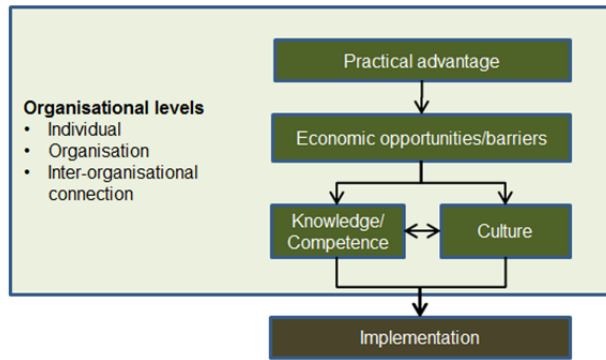 Practical advantage
Organisational levels
• Individual
• Organisation
• Inter-organisational
connection
Economic opportunities/barriers
Knowledge/
Competence
Culture
Implementation